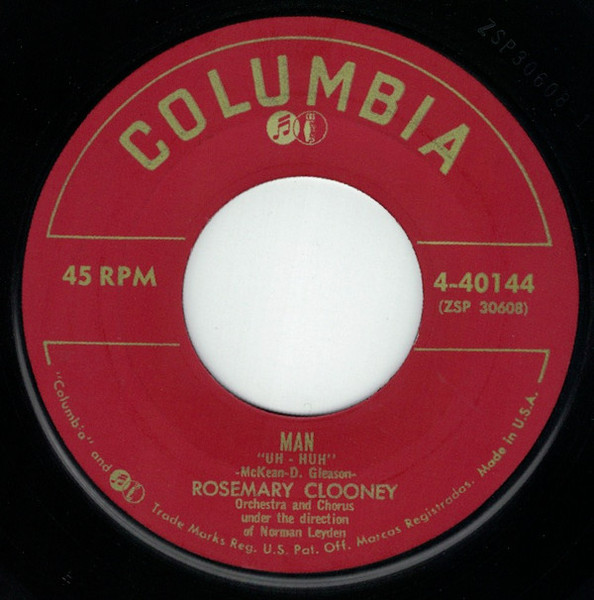 ZSP30608
COLUMBIA
45 RPM
4-40144
(ZSP 30608)
MAN
"UH - HUH"
-McKean-D. Gleason-
ROSEMARY CLOONEY
Orchestra and Chorus
under the direction
of Norman Leyden
"Columbia" and Trade Marks Reg. U.S. Pat. Off. Marcas Registradas. Made in U.S.A.